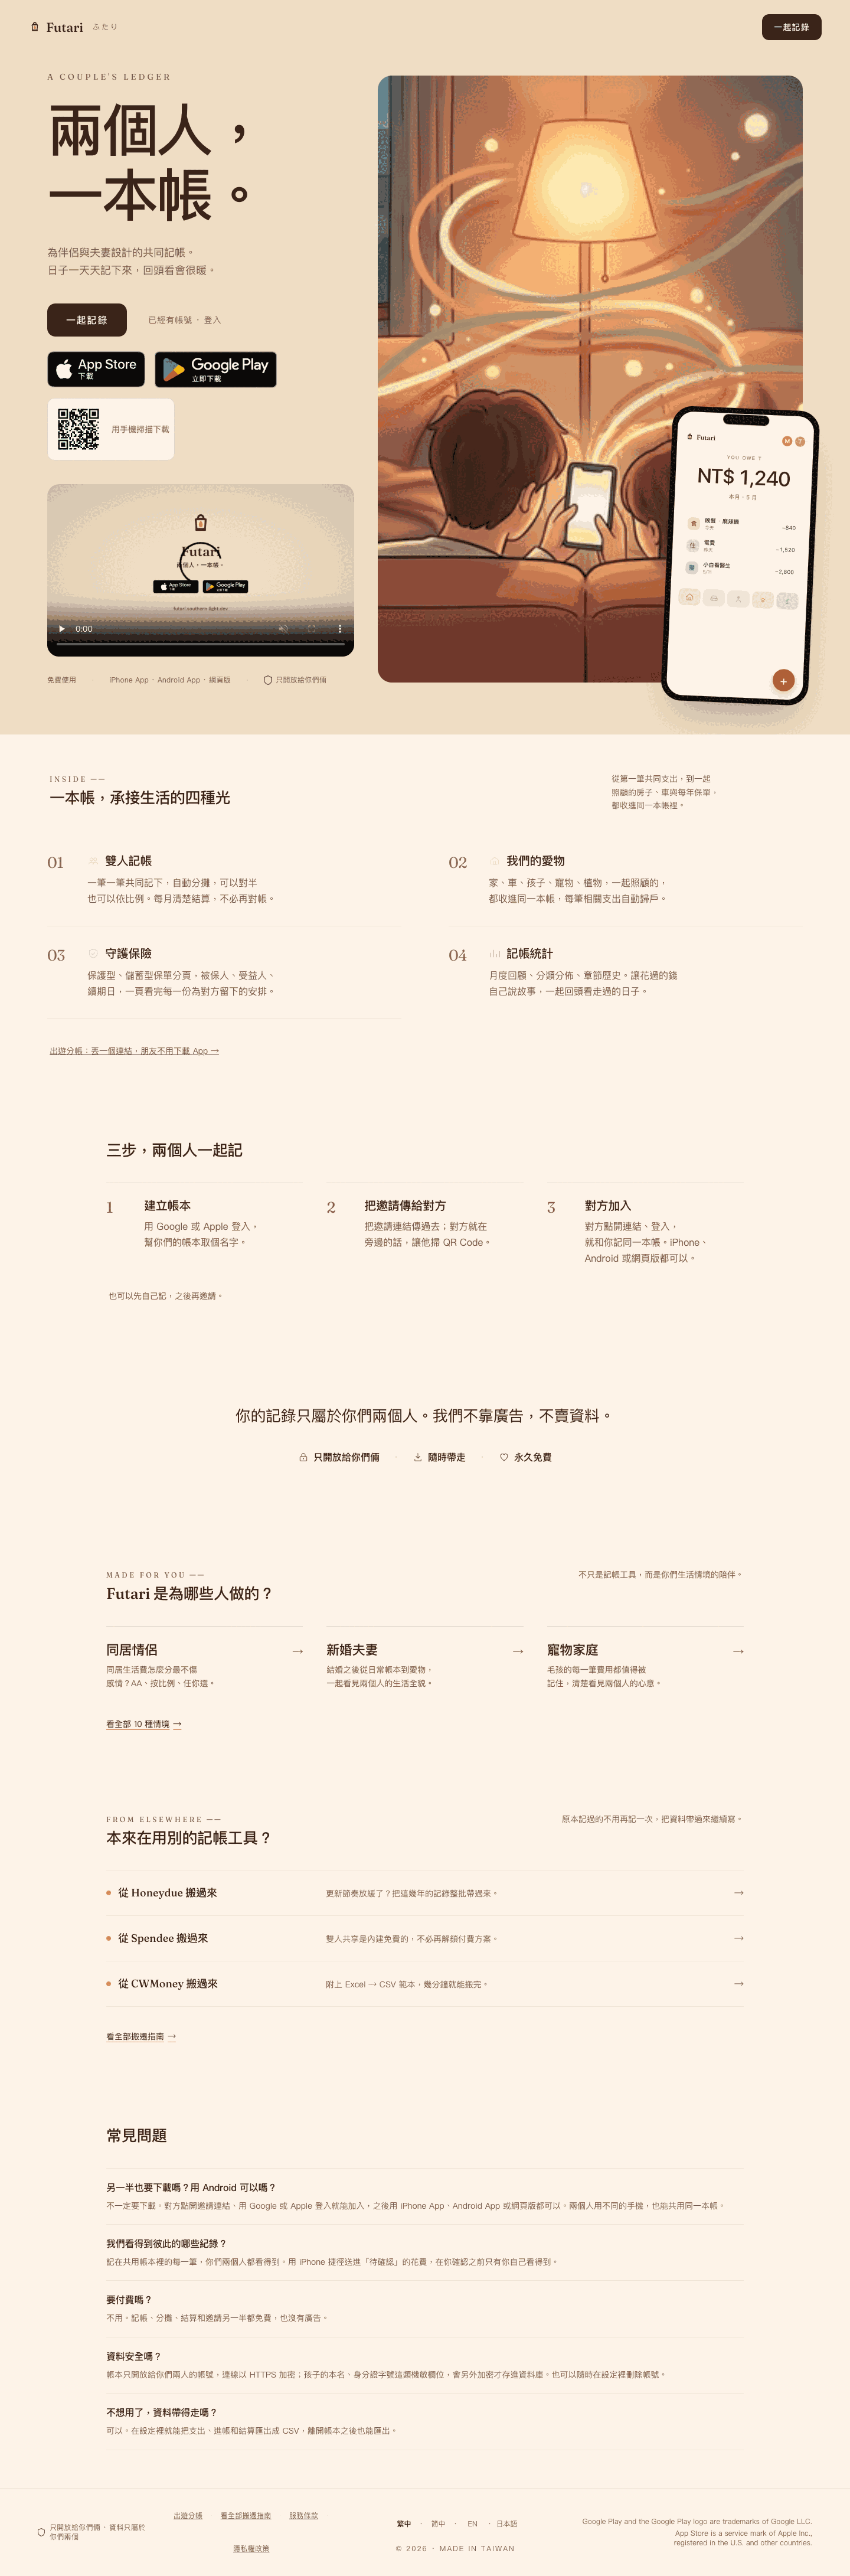 Futari ふたり
一起記錄
A COUPLE'S LEDGER
兩個人，
一本帳。
為伴侶與夫妻設計的共同記帳。
日子一天天記下來，回頭看會很暖。
一起記錄
已經有帳號 · 登入
App Store
下載
Google Play
立即下載
用手機掃描下載
Futari
個人，一本帳。
App Store
下載
Google Play
立即下載
0:00
免費使用
iPhone App · Android App · 網頁版
只開放給你們倆
Futari
M
T
YOU OWE T
NT$ 1,240
本月 · 5 月
食
晚餐 · 麻辣鍋
−840
住
電費
−1,520
寵
小白看醫生
−2,800
+
INSIDE ——
一本帳，承接生活的四種光
從第一筆共同支出，到一起
照顧的房子、車與每年保單，
都收進同一本帳裡。
01
雙人記帳
一筆一筆共同記下，自動分攤，可以對半
也可以依比例。每月清楚結算，不必再對帳。
02
我們的愛物
家、車、孩子、寵物、植物，一起照顧的，
都收進同一本帳，每筆相關支出自動歸戶。
03
守護保險
保護型、儲蓄型保單分頁，被保人、受益人、
續期日，一頁看完每一份為對方留下的安排。
04
記帳統計
月度回顧、分類分佈、章節歷史。讓花過的錢
自己說故事，一起回頭看走過的日子。
出遊分帳：丟一個連結，朋友不用下載 App →
三步，兩個人一起記
1
建立帳本
用 Google 或 Apple 登入，
幫你們的帳本取個名字。
2
把邀請傳給對方
把邀請連結傳過去；對方就在
旁邊的話，讓他掃 QR Code。
3
對方加入
對方點開連結、登入，
就和你記同一本帳。iPhone、
Android 或網頁版都可以。
也可以先自己記，之後再邀請。
你的記錄只屬於你們兩個人。我們不靠廣告，不賣資料。
只開放給你們倆 · 隨時帶走 · 永久免費
MADE FOR YOU ——
Futari 是為哪些人做的？
不只是記帳工具，而是你們生活情境的陪伴。
同居情侶 →
同居生活費怎麼分最不傷
感情？AA、按比例、任你選。
新婚夫妻 →
結婚之後從日常帳本到愛物，
一起看見兩個人的生活全貌。
寵物家庭 →
毛孩的每一筆費用都值得被
記住，清楚看見兩個人的心意。
看全部 10 種情境 →
FROM ELSEWHERE ——
本來在用別的記帳工具？
原本記過的不用再記一次，把資料帶過來繼續寫。
從 Honeydue 搬過來
更新節奏放緩了？把這幾年的記錄整批帶過來。
→
從 Spendee 搬過來
雙人共享是內建免費的，不必再解鎖付費方案。
→
從 CWMoney 搬過來
附上 Excel → CSV 範本，幾分鐘就能搬完。
→
看全部搬遷指南 →
常見問題
另一半也要下載嗎？用 Android 可以嗎？
不一定要下載。對方點開邀請連結、用 Google 或 Apple 登入就能加入，之後用 iPhone App、Android App 或網頁版都可以。兩個人用不同的手機，也能共用同一本帳。
我們看得到彼此的哪些紀錄？
記在共用帳本裡的每一筆，你們兩個人都看得到。用 iPhone 捷徑送進「待確認」的花費，在你確認之前只有你自己看得到。
要付費嗎？
不用。記帳、分攤、結算和邀請另一半都免費，也沒有廣告。
資料安全嗎？
帳本只開放給你們兩人的帳號，連線以 HTTPS 加密；孩子的本名、身分證字號這類機敏欄位，會另外加密才存進資料庫。也可以隨時在設定裡刪除帳號。
不想用了，資料帶得走嗎？
可以。在設定裡就能把支出、進帳和結算匯出成 CSV，離開帳本之後也能匯出。
只開放給你們倆 · 資料只屬於
你們兩個
出遊分帳
看全部搬遷指南
服務條款
隱私權政策
繁中 · 简中 · EN · 日本語
© 2026 · MADE IN TAIWAN
Google Play and the Google Play logo are trademarks of Google LLC.
App Store is a service mark of Apple Inc.,
registered in the U.S. and other countries.